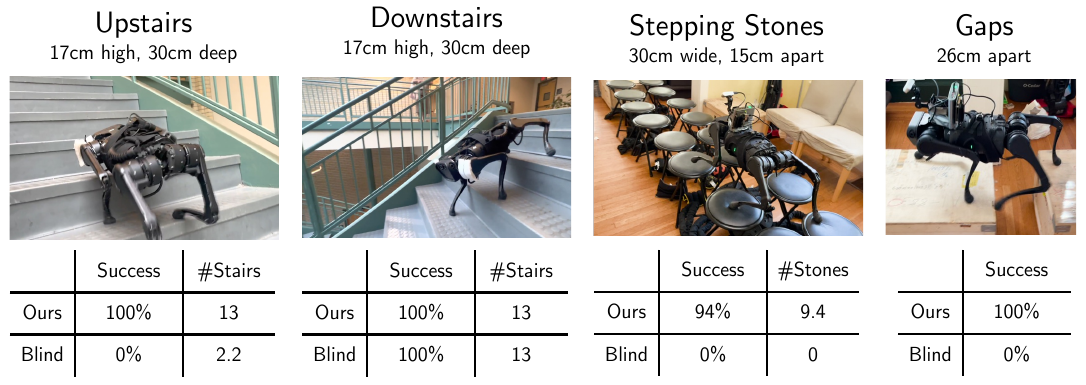 Upstairs
17cm high, 30cm deep
Success #Stairs
Ours 100% 13
Blind 0% 2.2
Downstairs
17cm high, 30cm deep
Success #Stairs
Ours 100% 13
Blind 100% 13
Stepping Stones
30cm wide, 15cm apart
Success #Stones
Ours 94% 9.4
Blind 0% 0
Gaps
26cm apart
Success
Ours 100%
Blind 0%